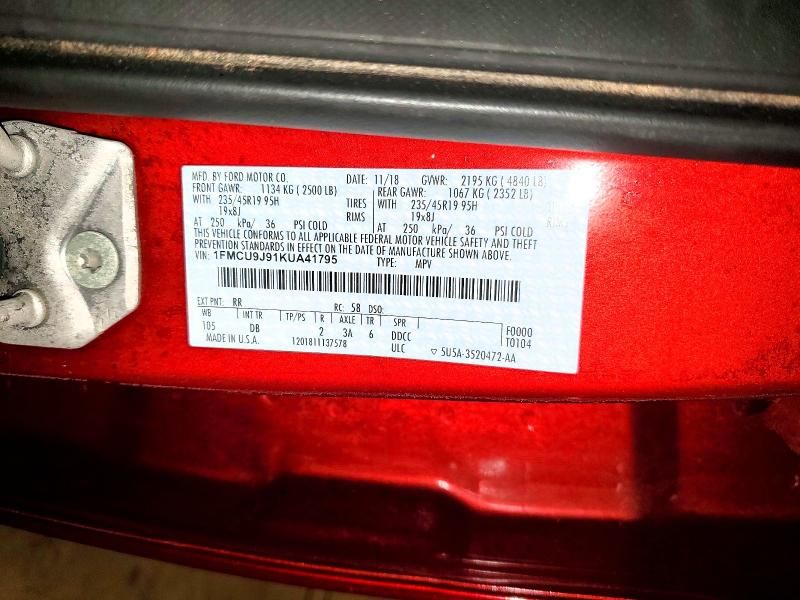 MFD. BY FORD MOTOR CO. DATE: 11/18 GVWR: 2195 KG ( 4840 LB)
FRONT GAWR: 1134 KG ( 2500 LB) REAR GAWR: 1067 KG ( 2352 LB)
WITH 235/45R19 95H TIRES WITH 235/45R19 95H
19x8J RIMS 19x8J RIMS
AT 250 kPa/ 36 PSI COLD AT 250 kPa/ 36 PSI COLD
THIS VEHICLE CONFORMS TO ALL APPLICABLE FEDERAL MOTOR VEHICLE SAFETY AND THEFT
PREVENTION STANDARDS IN EFFECT ON THE DATE OF MANUFACTURE SHOWN ABOVE.
VIN: 1FMCU9J91KUA41795 TYPE: MPV
EXT PNT: RR RC: 58 DSO:
WB INT TR TP/PS R AXLE TR SPR F0000
105 DB 2 3A 6 DDCC T0104
MADE IN U.S.A. 1201811137578 ULC ▽ 5U5A-3520472-AA